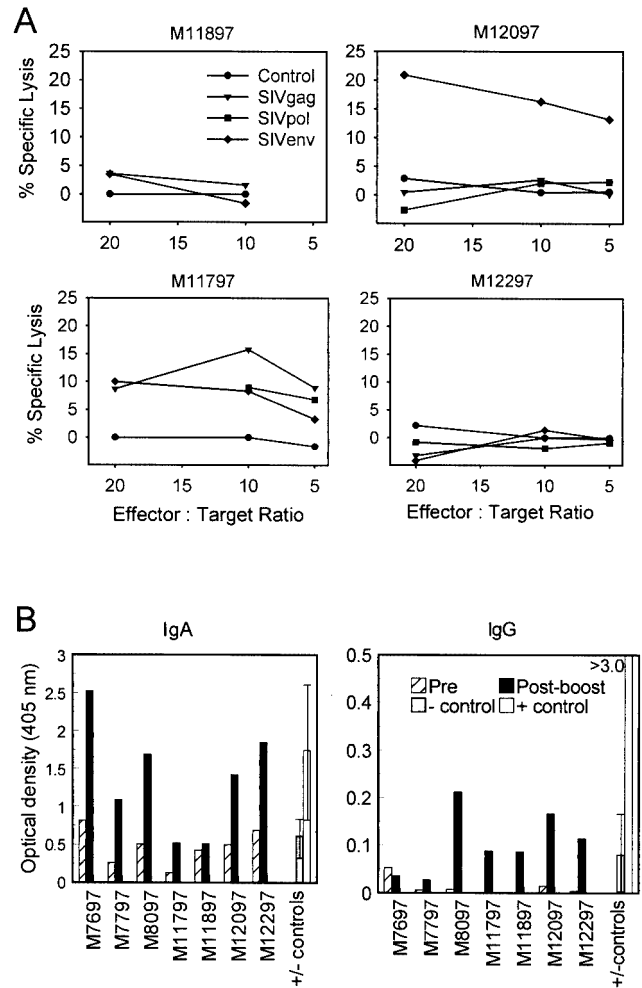 A
M11897
M12097
% Specific Lysis
25
20
15
10
5
0
Control
SIVgag
SIVpol
SIVenv
20 15 10 5
25
20
15
10
5
0
20 15 10 5
M11797
M12297
% Specific Lysis
25
20
15
10
5
0
20 15 10 5
Effector : Target Ratio
25
20
15
10
5
0
20 15 10 5
Effector : Target Ratio
B
IgA
IgG
Optical density (405 nm)
3
2.5
2
1.5
1
0.5
0
M7697
M7797
M8097
M11797
M11897
M12097
M12297
+/- controls
0.5
0.4
0.3
0.2
0.1
0
>3.0
Pre
Post-boost
- control
+ control
M7697
M7797
M8097
M11797
M11897
M12097
M12297
+/-controls